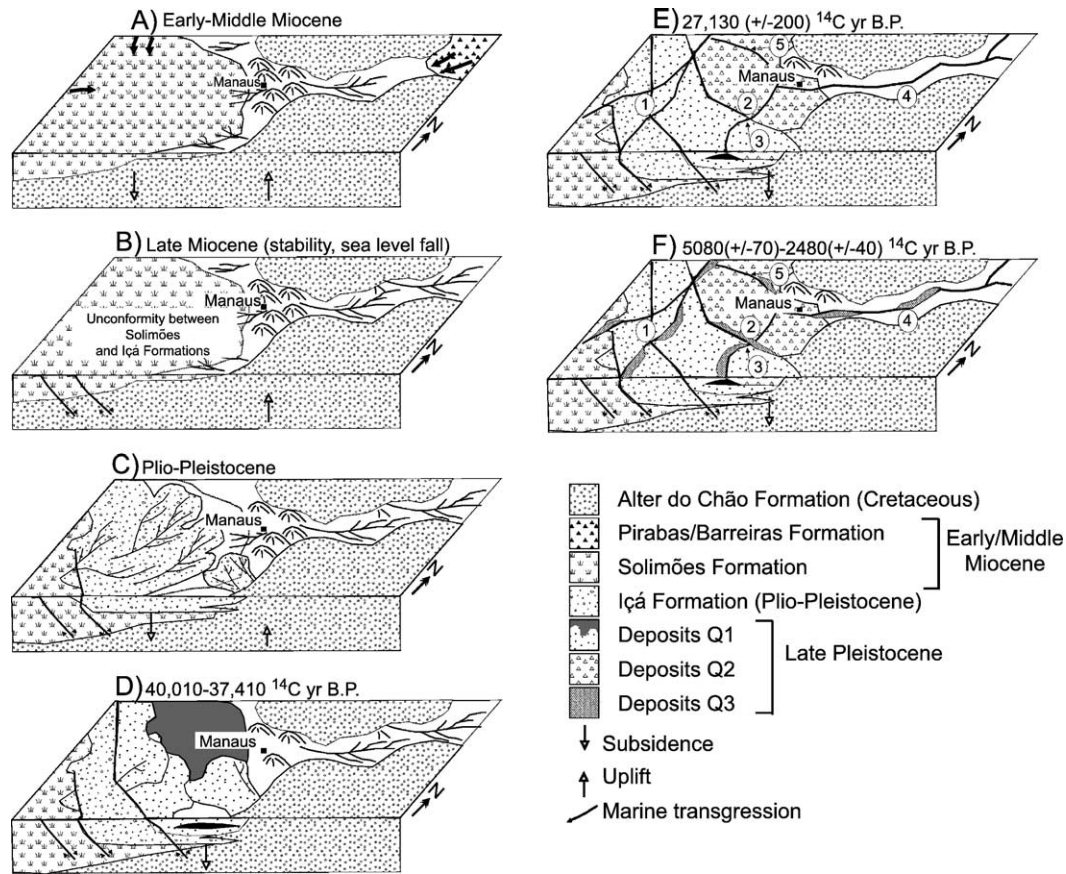 A) Early-Middle Miocene
Manaus
N
B) Late Miocene (stability, sea level fall)
Manaus
Unconformity between
Solimões
and Içá Formations
N
C) Plio-Pleistocene
Manaus
N
D) 40,010-37,410 ¹⁴C yr B.P.
Manaus
N
E) 27,130 (+/-200) ¹⁴C yr B.P.
5
Manaus
1
2
4
3
N
F) 5080(+/-70)-2480(+/-40) ¹⁴C yr B.P.
5
Manaus
1
2
4
3
N
Alter do Chão Formation (Cretaceous)
Pirabas/Barreiras Formation
Solimões Formation
Early/Middle
Miocene
Içá Formation (Plio-Pleistocene)
Deposits Q1
Deposits Q2
Deposits Q3
Late Pleistocene
Subsidence
Uplift
Marine transgression